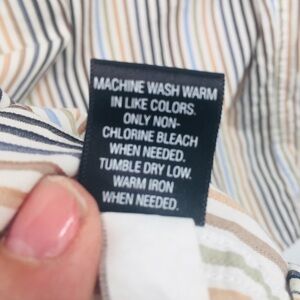 MACHINE WASH WARM
IN LIKE COLORS.
ONLY NON-
CHLORINE BLEACH
WHEN NEEDED.
TUMBLE DRY LOW.
WARM IRON
WHEN NEEDED.